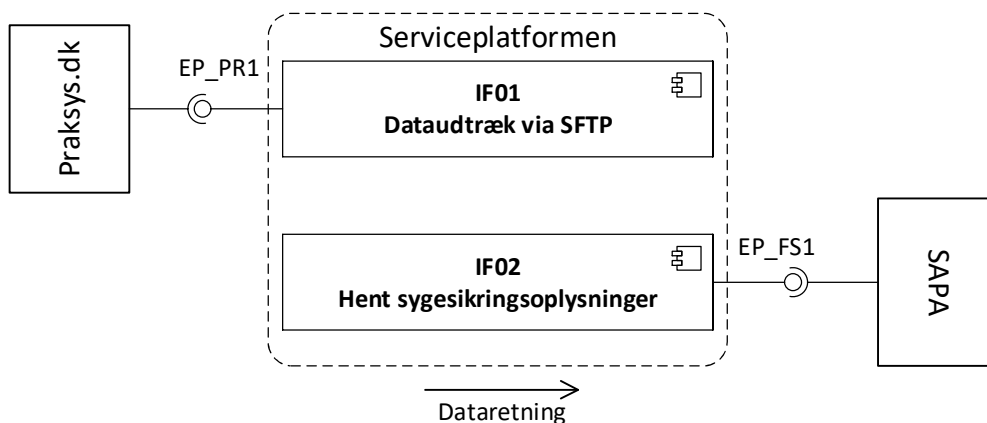 Serviceplatformen
Praksys.dk
EP_PR1
IF01
Dataudtræk via SFTP
IF02
Hent sygesikringsoplysninger
EP_FS1
SAPA
Dataretning